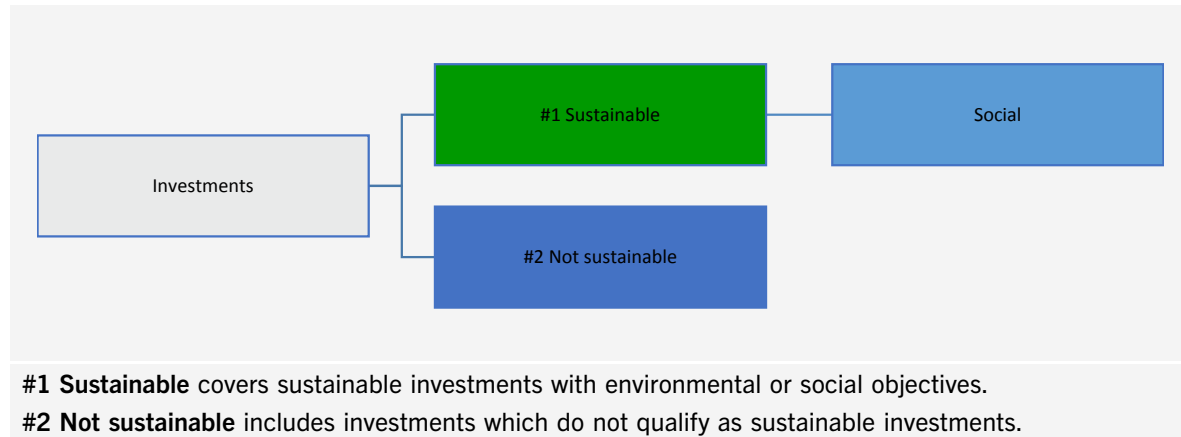 #1 Sustainable
Social
Investments
#2 Not sustainable
#1 Sustainable covers sustainable investments with environmental or social objectives.
#2 Not sustainable includes investments which do not qualify as sustainable investments.